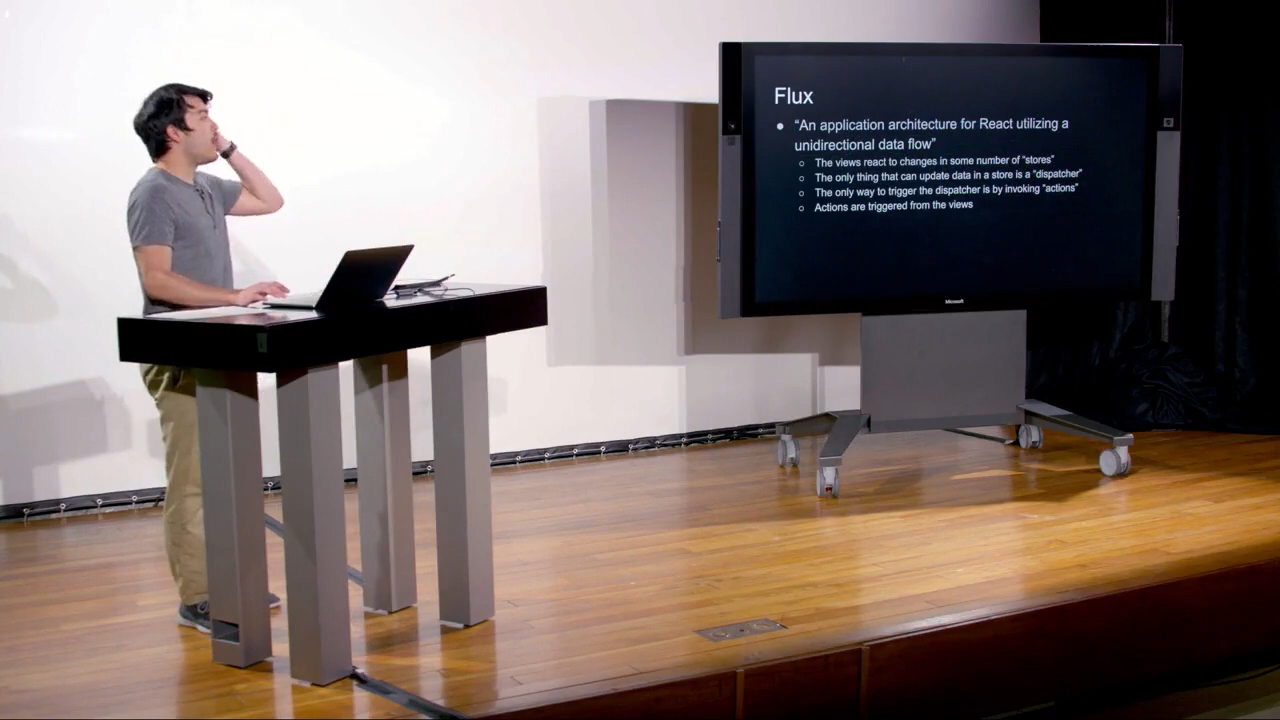 Flux
● “An application architecture for React utilizing a
unidirectional data flow”
○ The views react to changes in some number of “stores”
○ The only thing that can update data in a store is a “dispatcher”
○ The only way to trigger the dispatcher is by invoking “actions”
○ Actions are triggered from the views
Microsoft